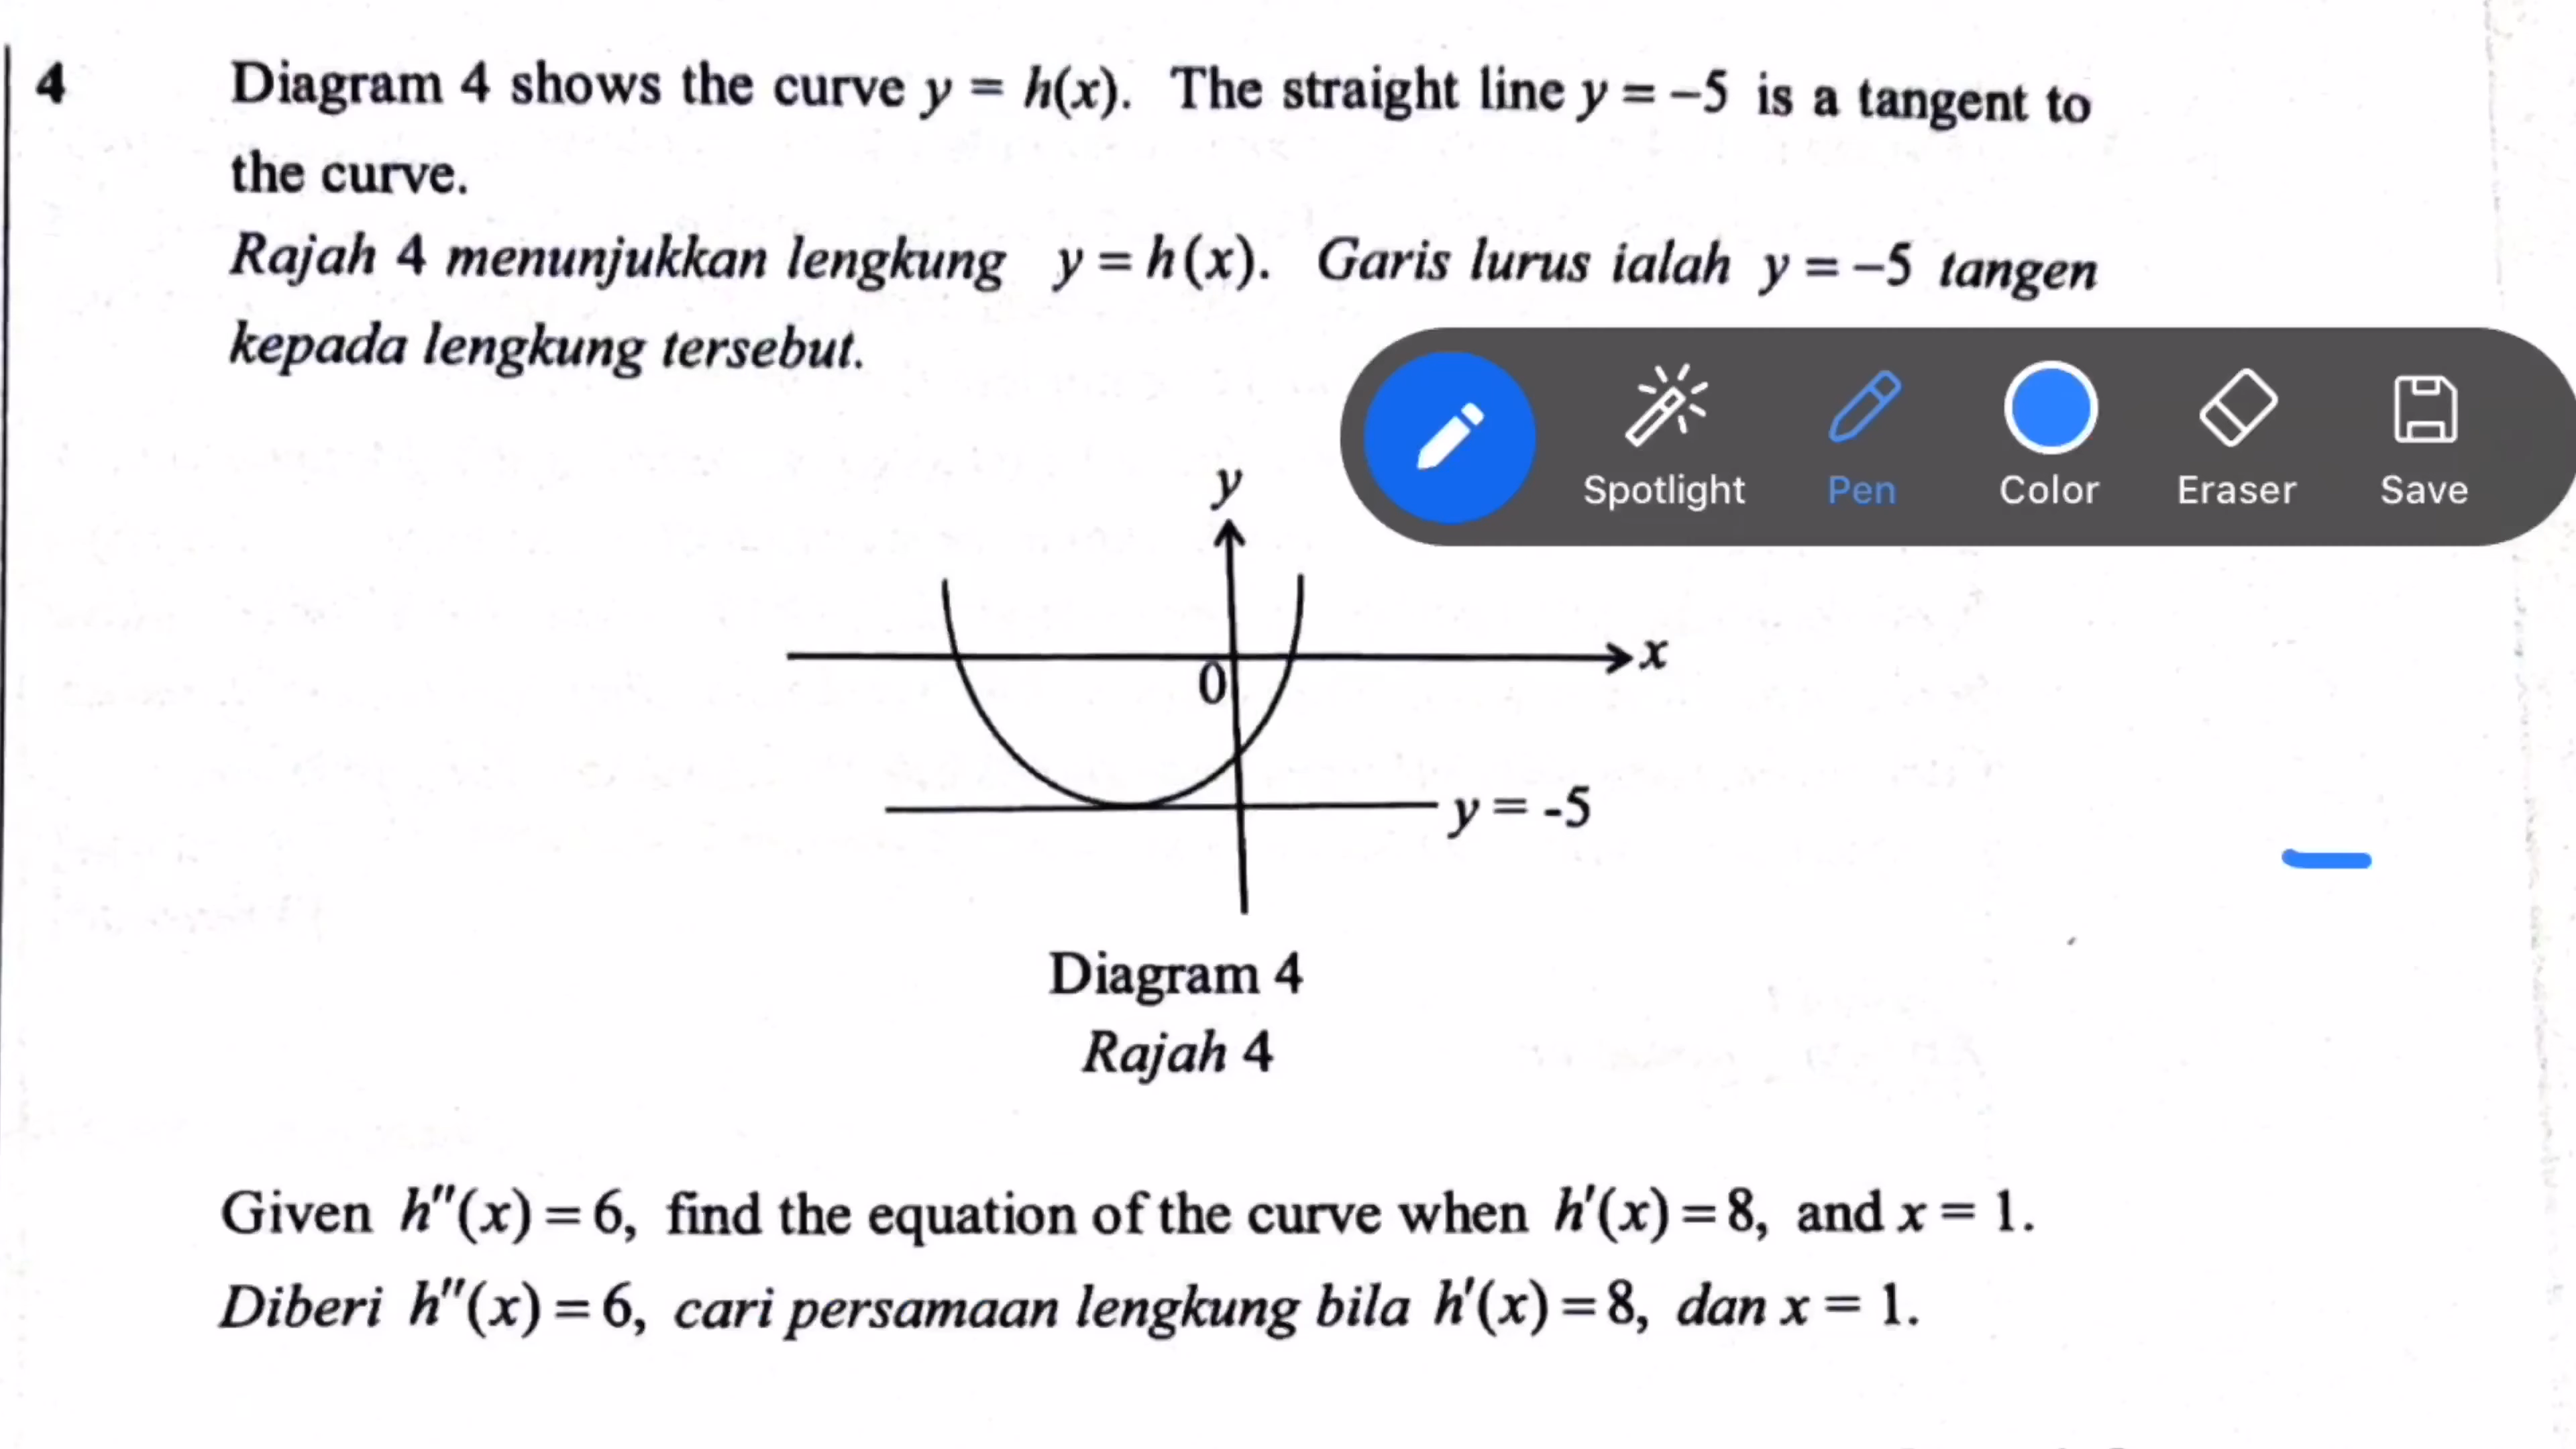 4 Diagram 4 shows the curve y = h(x). The straight line y = −5 is a tangent to
the curve.
Rajah 4 menunjukkan lengkung y = h(x). Garis lurus ialah y = −5 tangen
kepada lengkung tersebut.
Spotlight Pen Color Eraser Save
y
x
0
y = -5
Diagram 4
Rajah 4
Given h″(x) = 6, find the equation of the curve when h′(x) = 8, and x = 1.
Diberi h″(x) = 6, cari persamaan lengkung bila h′(x) = 8, dan x = 1.